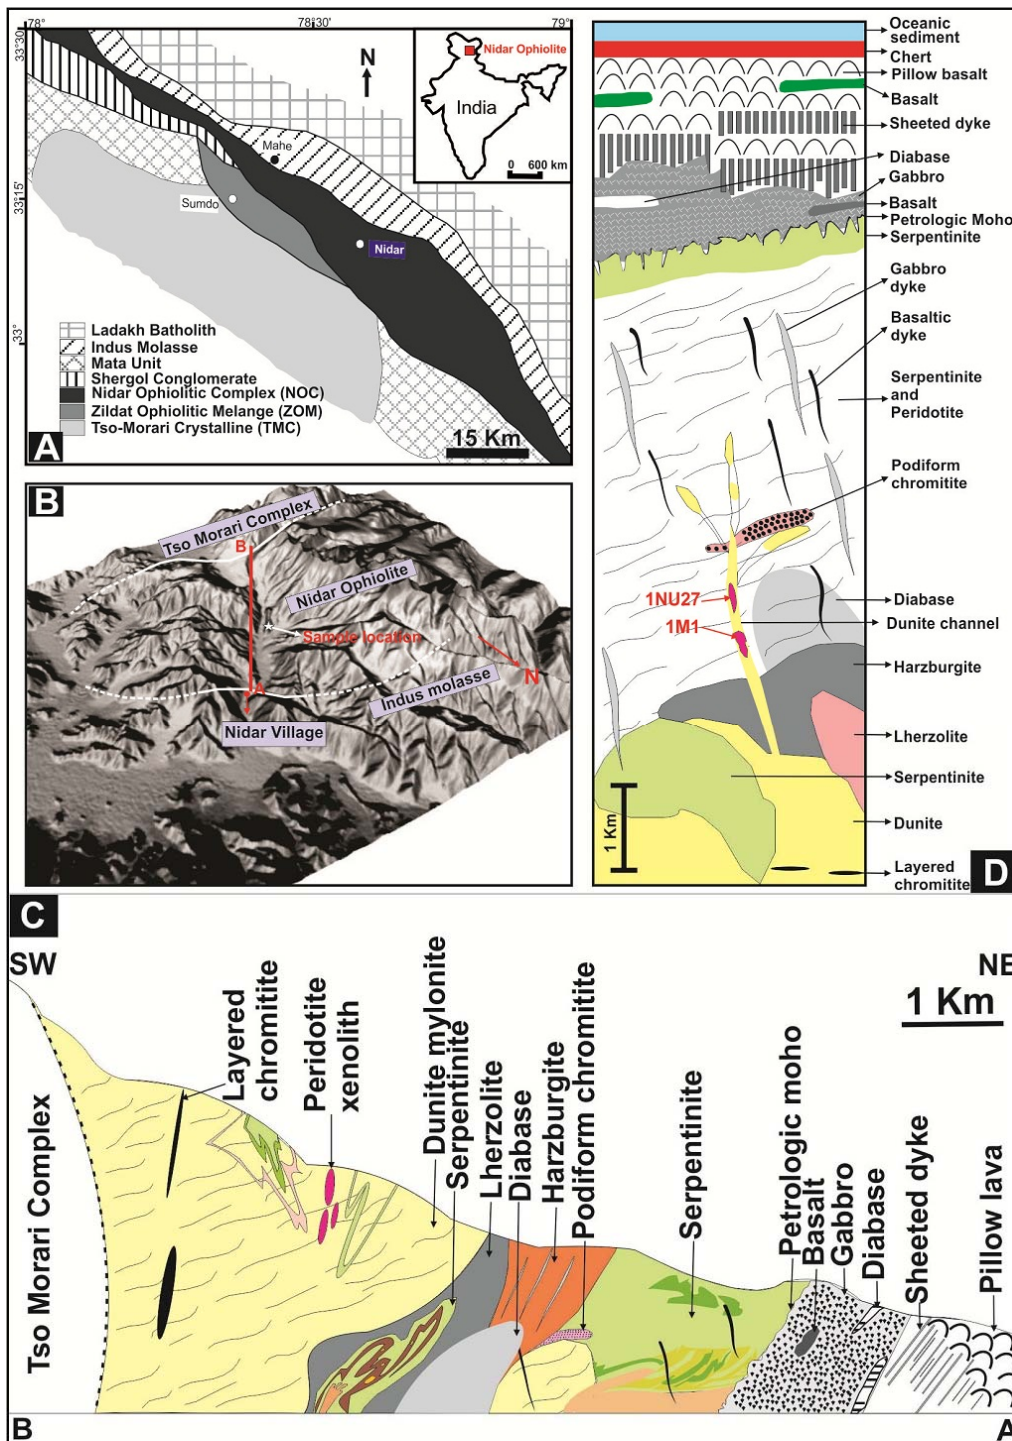 78°
78°30'
79°
33°30'
33°15'
33°
N
Nidar Ophiolite
India
0 600 km
Mahe
Sumdo
Nidar
Ladakh Batholith
Indus Molasse
Mata Unit
Shergol Conglomerate
Nidar Ophiolitic Complex (NOC)
Zildat Ophiolitic Melange (ZOM)
Tso-Morari Crystalline (TMC)
15 Km
A
B
Tso Morari Complex
B
Nidar Ophiolite
Sample location
N
A
Indus molasse
Nidar Village
Oceanic
sediment
Chert
Pillow basalt
Basalt
Sheeted dyke
Diabase
Gabbro
Basalt
Petrologic Moho
Serpentinite
Gabbro
dyke
Basaltic
dyke
Serpentinite
and
Peridotite
Podiform
chromitite
1NU27
1M1
Diabase
Dunite channel
Harzburgite
Lherzolite
Serpentinite
Dunite
Layered
chromitite
1 Km
D
C
SW
NE
1 Km
Tso Morari Complex
Layered
chromitite
Peridotite
xenolith
Dunite mylonite
Serpentinite
Lherzolite
Diabase
Harzburgite
Podiform chromitite
Serpentinite
Petrologic moho
Basalt
Gabbro
Diabase
Sheeted dyke
Pillow lava
B
A